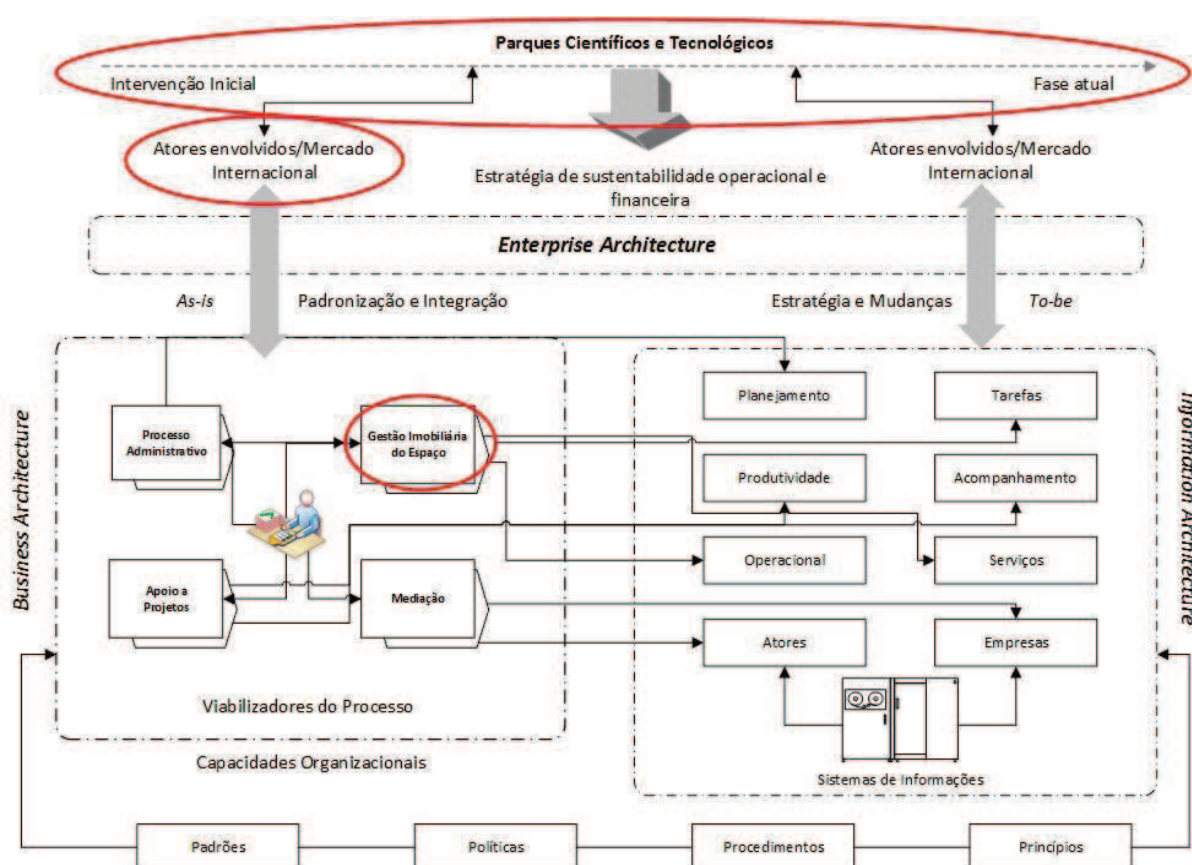 Parques Científicos e Tecnológicos
Intervenção Inicial
Fase atual
Atores envolvidos/Mercado
Internacional
Estratégia de sustentabilidade operacional e
financeira
Atores envolvidos/Mercado
Internacional
Enterprise Architecture
As-is
Padronização e Integração
Estratégia e Mudanças
To-be
Business Architecture
Processo
Administrativo
Gestão Imobiliária
do Espaço
Apoio a
Projetos
Mediação
Viabilizadores do Processo
Capacidades Organizacionais
Planejamento
Tarefas
Produtividade
Acompanhamento
Operacional
Serviços
Atores
Empresas
Sistemas de Informações
Information Architecture
Padrões
Políticas
Procedimentos
Princípios